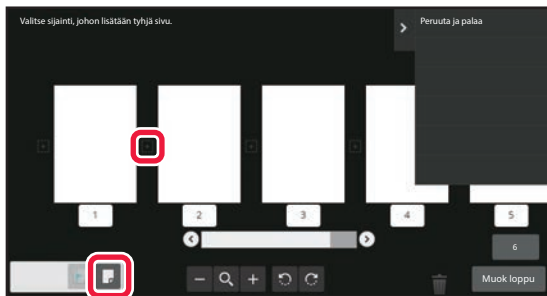 Valitse sijainti, johon lisätään tyhjä sivu.
Peruuta ja palaa
1
2
3
4
5
6
Muok loppu